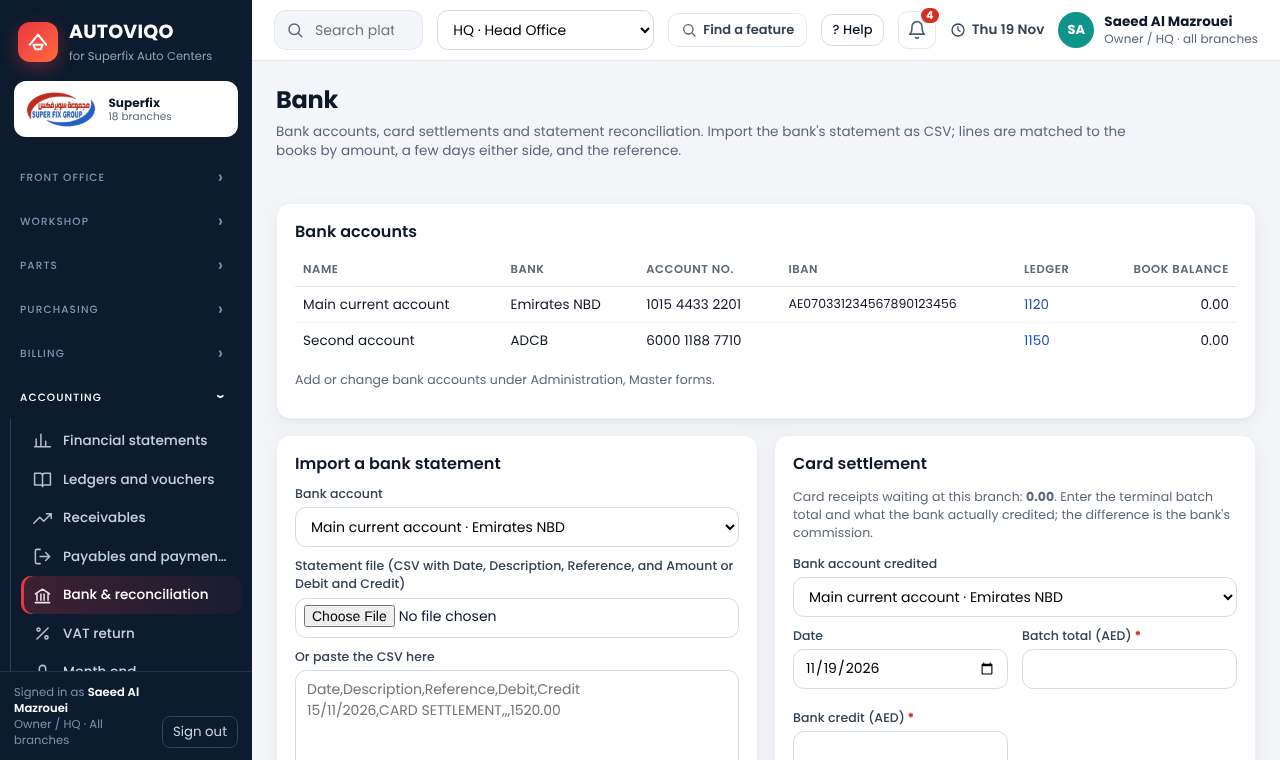 AUTOVIQO
for Superfix Auto Centers
مجموعة سوبر فكس
SUPER FIX GROUP
Superfix
18 branches
FRONT OFFICE
WORKSHOP
PARTS
PURCHASING
BILLING
ACCOUNTING
Financial statements
Ledgers and vouchers
Receivables
Payables and paymen...
Bank & reconciliation
VAT return
Month end
Signed in as Saeed Al
Mazrouei
Owner / HQ · All
branches
Sign out
Search plat
HQ · Head Office
Find a feature
? Help
4
Thu 19 Nov
SA
Saeed Al Mazrouei
Owner / HQ · all branches
Bank
Bank accounts, card settlements and statement reconciliation. Import the bank's statement as CSV; lines are matched to the
books by amount, a few days either side, and the reference.
Bank accounts
NAME BANK ACCOUNT NO. IBAN LEDGER BOOK BALANCE
Main current account Emirates NBD 1015 4433 2201 AE070331234567890123456 1120 0.00
Second account ADCB 6000 1188 7710 1150 0.00
Add or change bank accounts under Administration, Master forms.
Import a bank statement
Bank account
Main current account · Emirates NBD
Statement file (CSV with Date, Description, Reference, and Amount or
Debit and Credit)
Choose File No file chosen
Or paste the CSV here
Date,Description,Reference,Debit,Credit
15/11/2026,CARD SETTLEMENT,,,1520.00
Card settlement
Card receipts waiting at this branch: 0.00. Enter the terminal batch
total and what the bank actually credited; the difference is the bank's
commission.
Bank account credited
Main current account · Emirates NBD
Date Batch total (AED) *
11/19/2026
Bank credit (AED) *